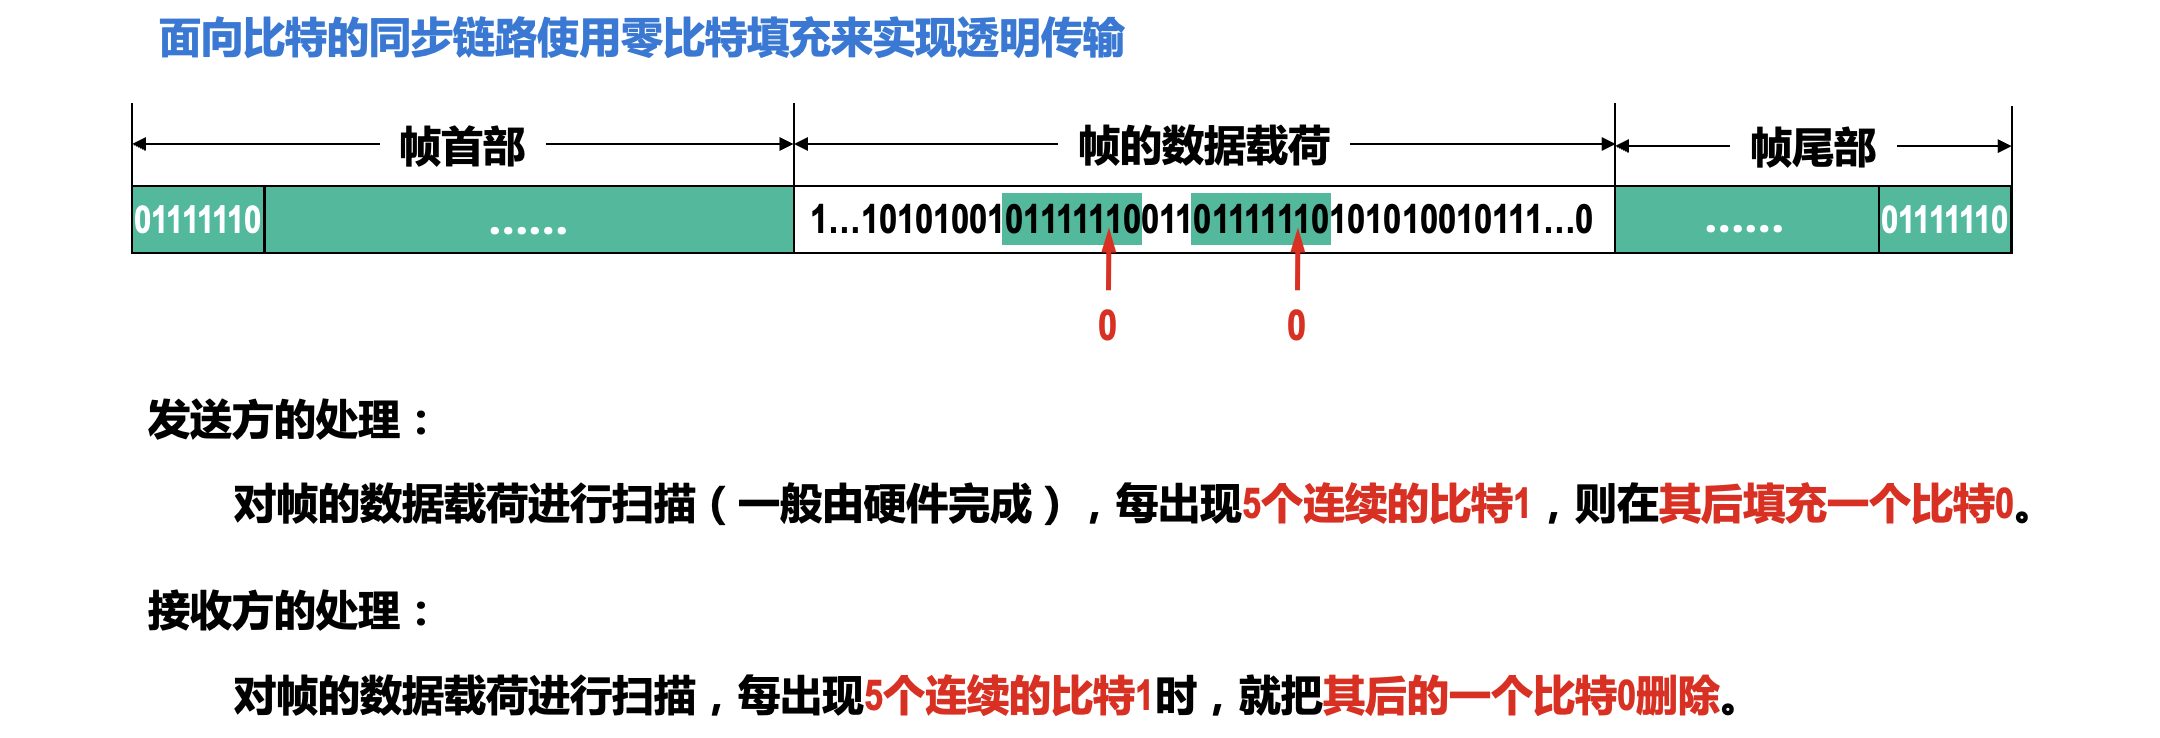 面向比特的同步链路使用零比特填充来实现透明传输
帧首部 帧的数据载荷 帧尾部
01111110 …… 1…10101001011111100110111111010101001010111…0 …… 01111110
0 0
发送方的处理：
对帧的数据载荷进行扫描（一般由硬件完成），每出现5个连续的比特1，则在其后填充一个比特0。
接收方的处理：
对帧的数据载荷进行扫描，每出现5个连续的比特1时，就把其后的一个比特0删除。